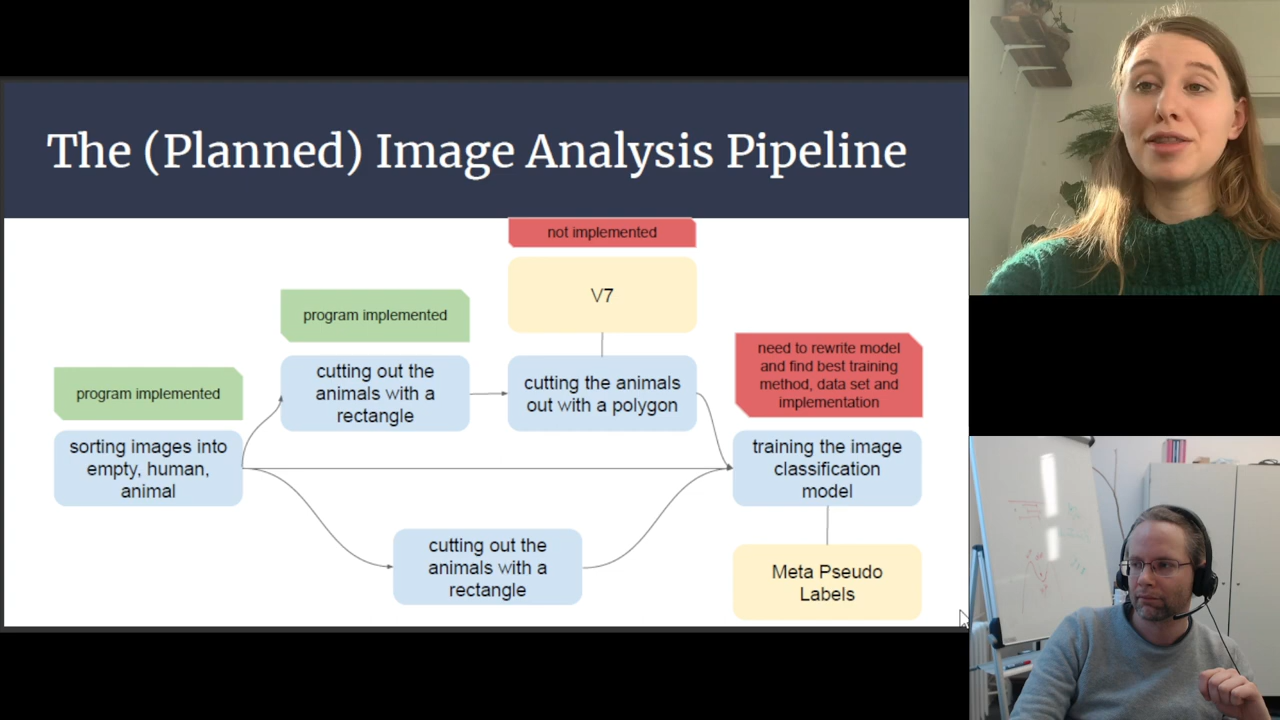 The (Planned) Image Analysis Pipeline
not implemented
V7
program implemented
cutting out the
animals with a
rectangle
cutting the animals
out with a polygon
need to rewrite model
and find best training
method, data set and
implementation
program implemented
sorting images into
empty, human,
animal
training the image
classification
model
cutting out the
animals with a
rectangle
Meta Pseudo
Labels